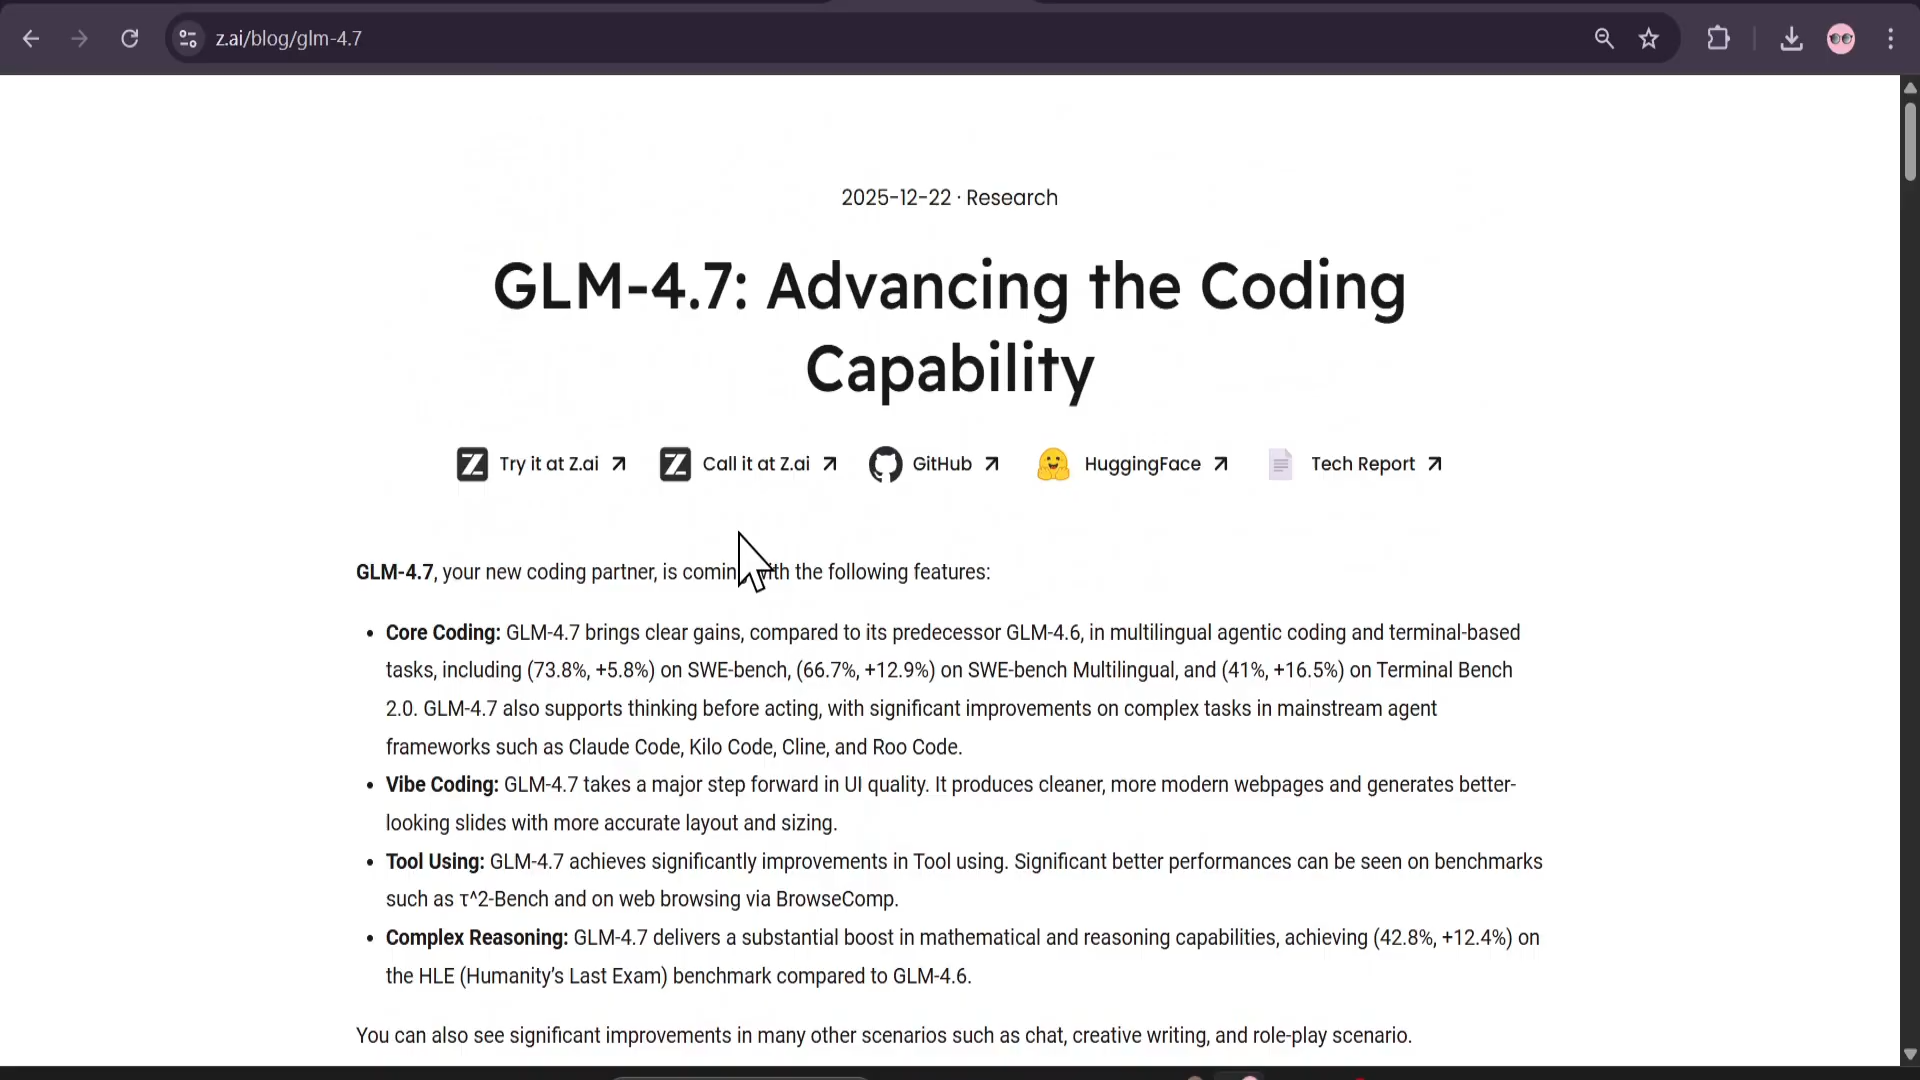 z.ai/blog/glm-4.7
2025-12-22 · Research
GLM-4.7: Advancing the Coding
Capability
Try it at Z.ai
Call it at Z.ai
GitHub
HuggingFace
Tech Report
GLM-4.7, your new coding partner, is coming with the following features:
• Core Coding: GLM-4.7 brings clear gains, compared to its predecessor GLM-4.6, in multilingual agentic coding and terminal-based
tasks, including (73.8%, +5.8%) on SWE-bench, (66.7%, +12.9%) on SWE-bench Multilingual, and (41%, +16.5%) on Terminal Bench
2.0. GLM-4.7 also supports thinking before acting, with significant improvements on complex tasks in mainstream agent
frameworks such as Claude Code, Kilo Code, Cline, and Roo Code.
• Vibe Coding: GLM-4.7 takes a major step forward in UI quality. It produces cleaner, more modern webpages and generates better-
looking slides with more accurate layout and sizing.
• Tool Using: GLM-4.7 achieves significantly improvements in Tool using. Significant better performances can be seen on benchmarks
such as τ^2-Bench and on web browsing via BrowseComp.
• Complex Reasoning: GLM-4.7 delivers a substantial boost in mathematical and reasoning capabilities, achieving (42.8%, +12.4%) on
the HLE (Humanity’s Last Exam) benchmark compared to GLM-4.6.
You can also see significant improvements in many other scenarios such as chat, creative writing, and role-play scenario.